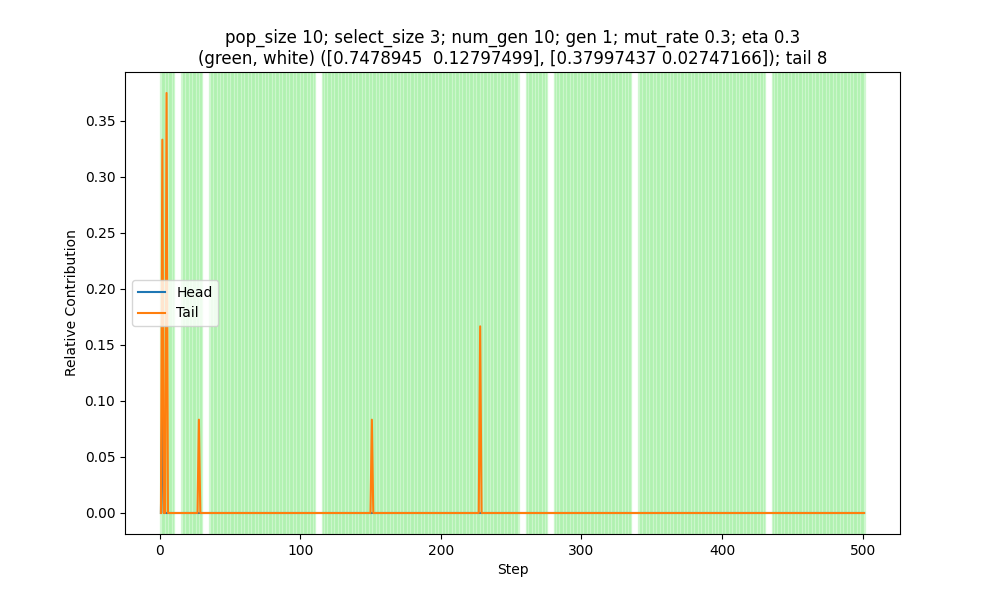 pop_size 10; select_size 3; num_gen 10; gen 1; mut_rate 0.3; eta 0.3
(green, white) ([0.7478945  0.12797499], [0.37997437 0.02747166]); tail 8
0.35
0.30
0.25
0.20
0.15
0.10
0.05
0.00
Relative Contribution
Head
Tail
0
100
200
300
400
500
Step